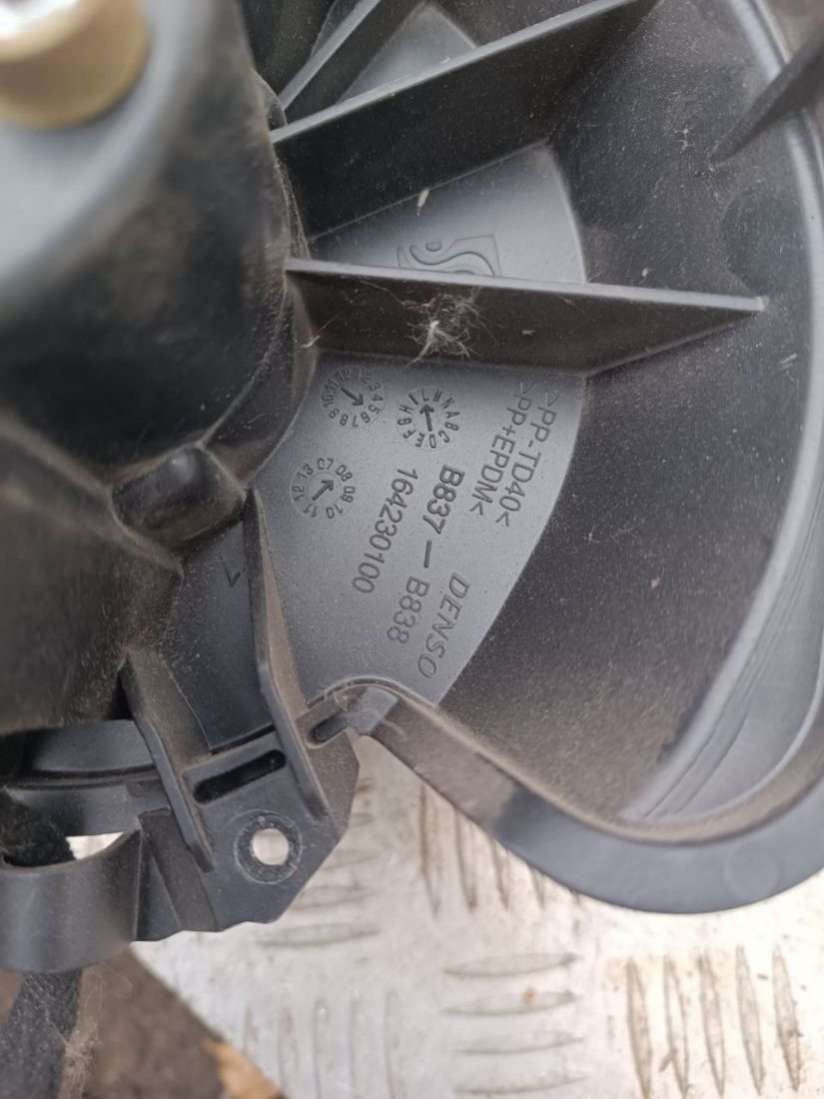 >PP-TD40<
>PP+EPDM<
B837 — B838
164230100
DENSO